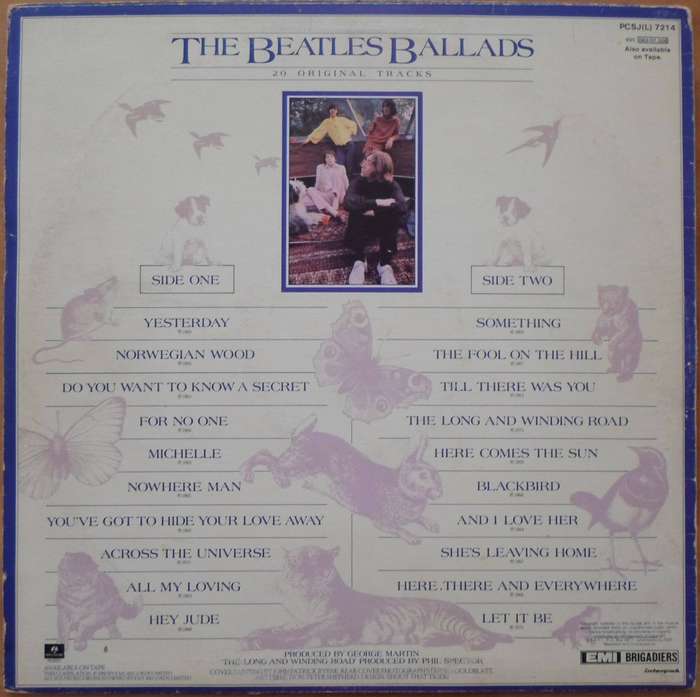 PCSJ(L) 7214
Also available
on Tape.
THE BEATLES BALLADS
20 ORIGINAL TRACKS
SIDE ONE
YESTERDAY
NORWEGIAN WOOD
DO YOU WANT TO KNOW A SECRET
FOR NO ONE
MICHELLE
NOWHERE MAN
YOU'VE GOT TO HIDE YOUR LOVE AWAY
ACROSS THE UNIVERSE
ALL MY LOVING
HEY JUDE
SIDE TWO
SOMETHING
THE FOOL ON THE HILL
TILL THERE WAS YOU
THE LONG AND WINDING ROAD
HERE COMES THE SUN
BLACKBIRD
AND I LOVE HER
SHE'S LEAVING HOME
HERE, THERE AND EVERYWHERE
LET IT BE
PRODUCED BY GEORGE MARTIN
THE LONG AND WINDING ROAD PRODUCED BY PHIL SPECTOR
AVAILABLE ON TAPE
EMI BRIGADIERS